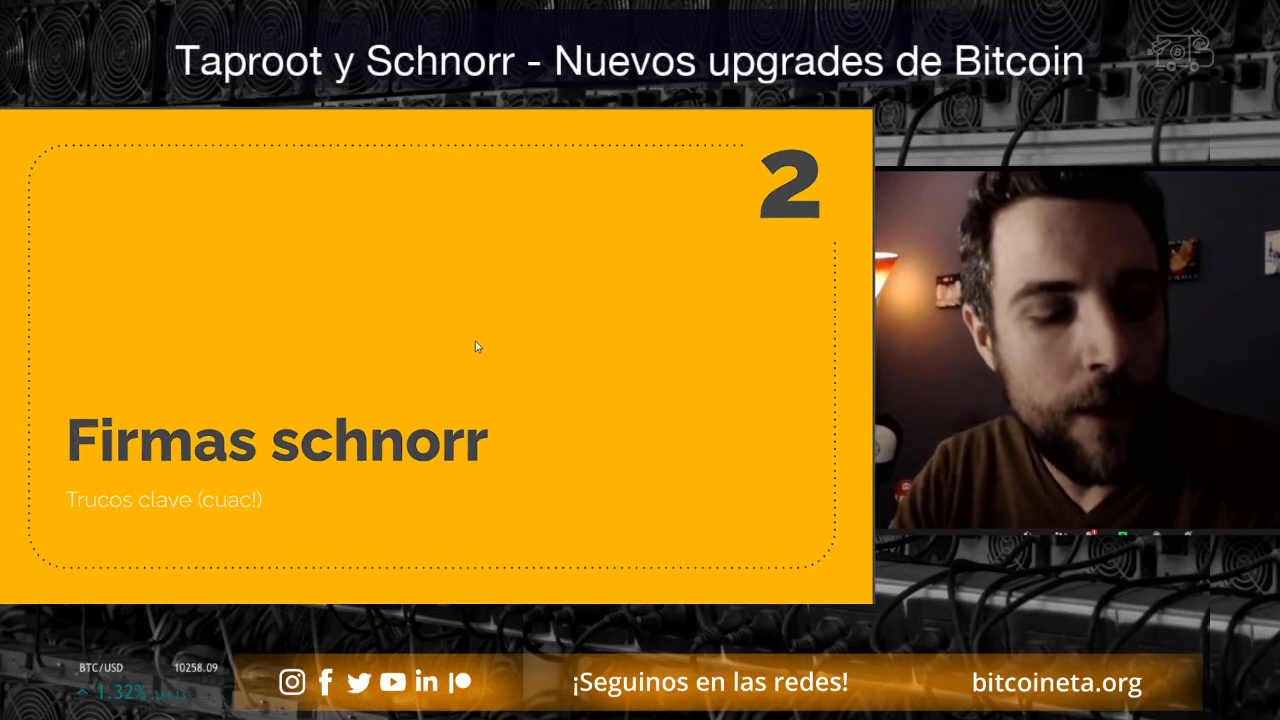 Taproot y Schnorr - Nuevos upgrades de Bitcoin
2
Firmas schnorr
Trucos clave (cuac!)
BTC/USD 10258.09
1.32%
¡Seguinos en las redes!
bitcoineta.org